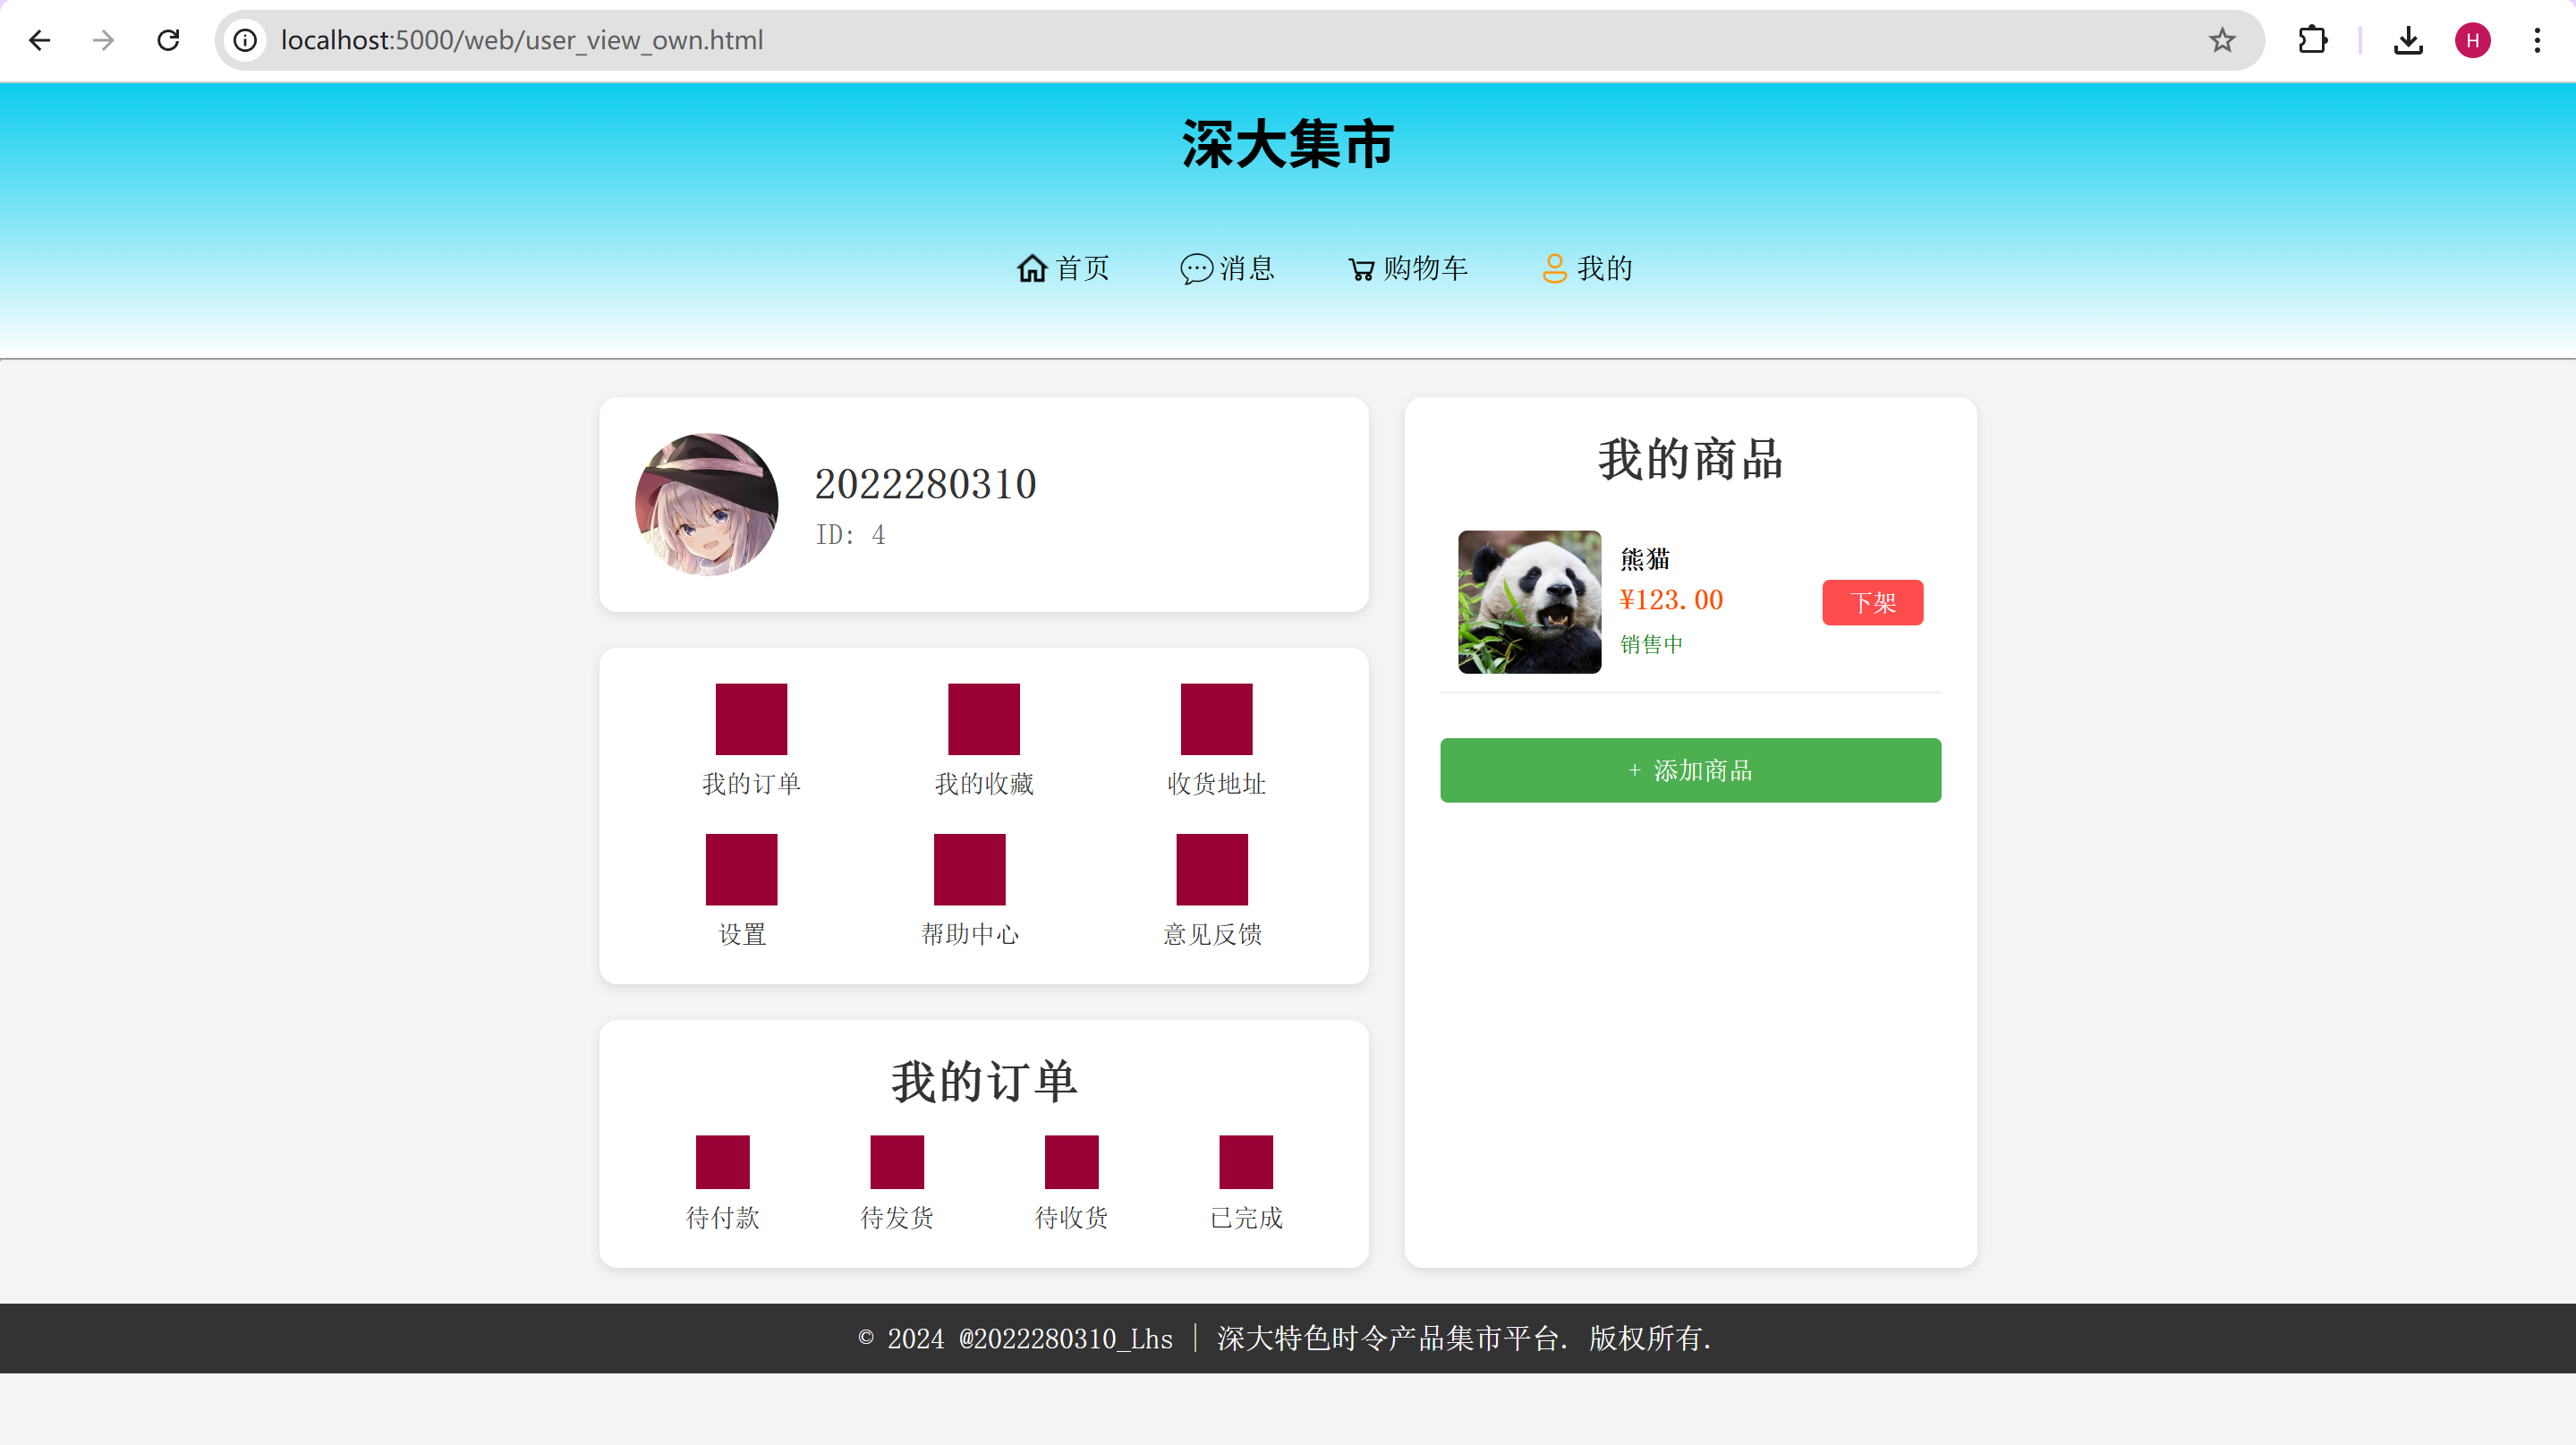 localhost:5000/web/user_view_own.html
H
深大集市
首页 消息 购物车 我的
2022280310
ID: 4
我的订单 我的收藏 收货地址
设置 帮助中心 意见反馈
我的订单
待付款 待发货 待收货 已完成
我的商品
熊猫
¥123.00
销售中
下架
+ 添加商品
© 2024 @2022280310_Lhs | 深大特色时令产品集市平台. 版权所有.